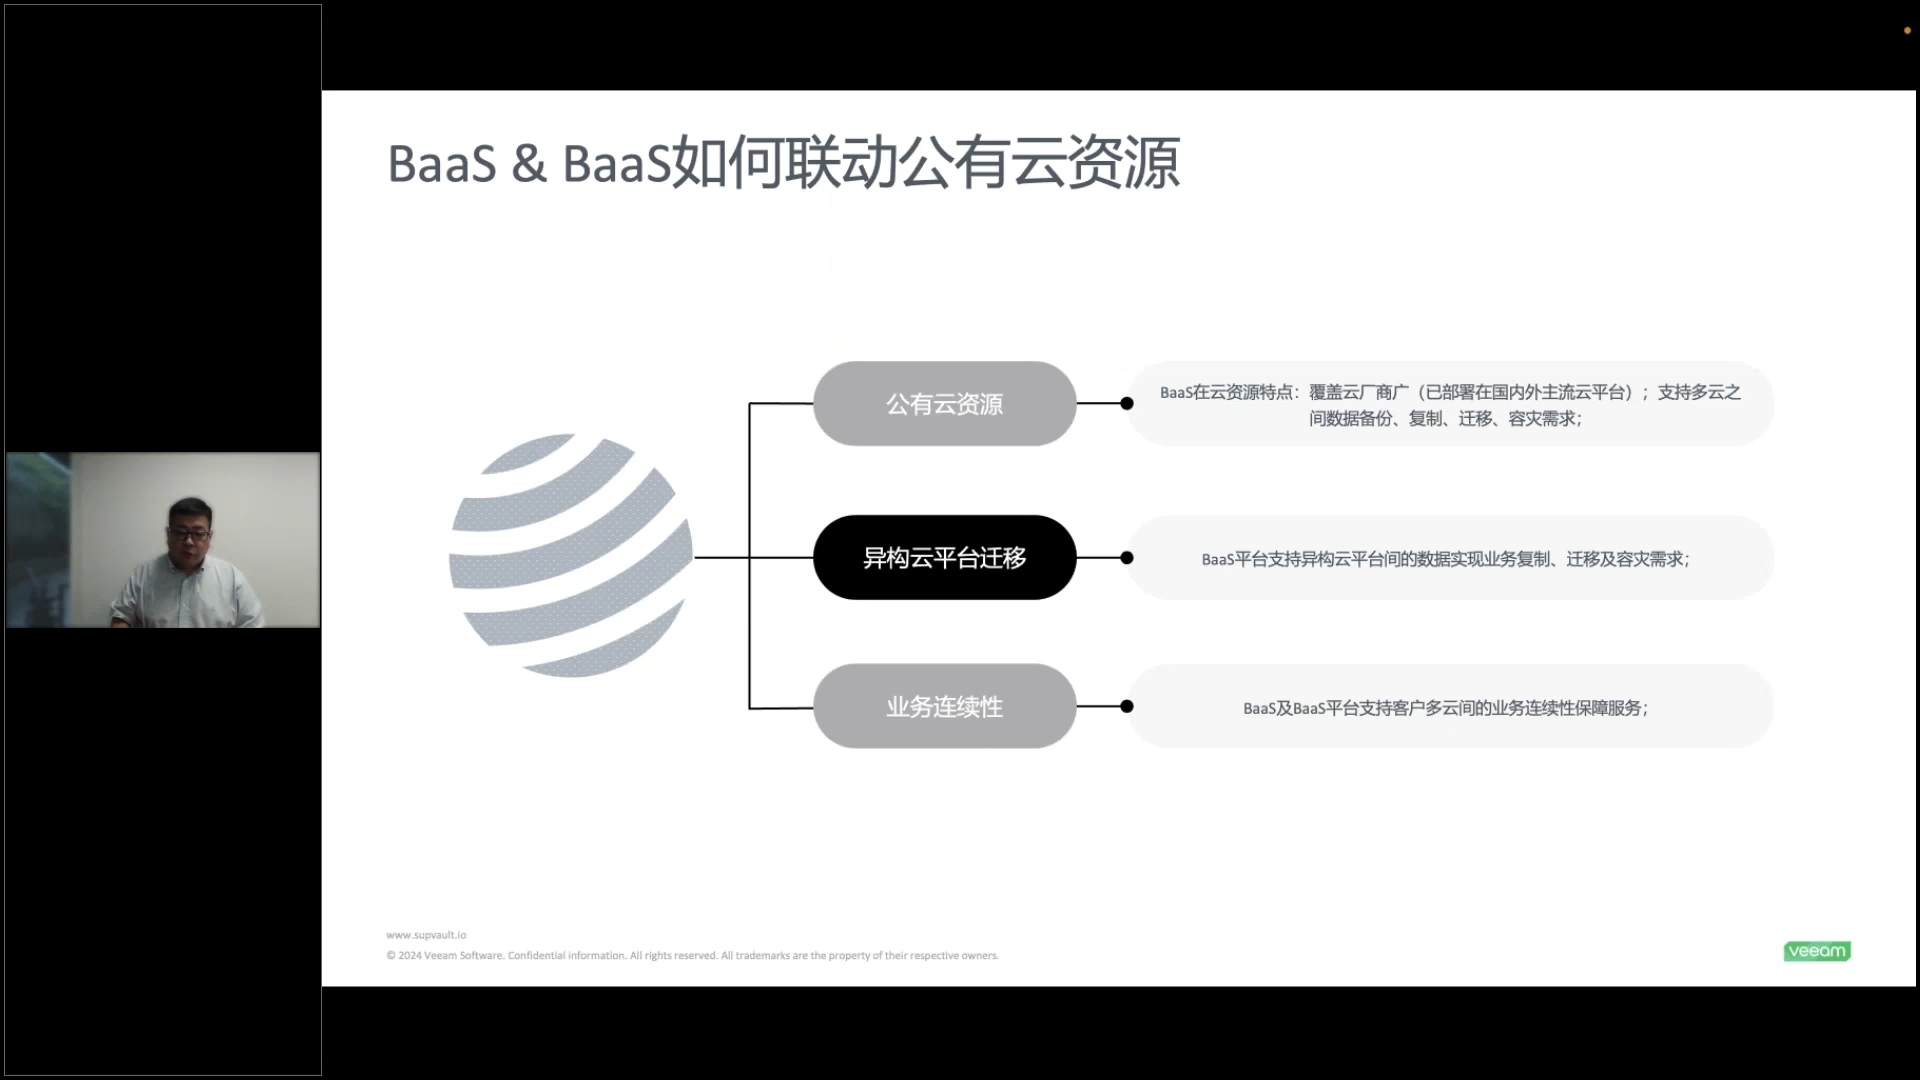 BaaS & BaaS如何联动公有云资源
公有云资源
BaaS在云资源特点：覆盖云厂商广（已部署在国内外主流云平台）；支持多云之
间数据备份、复制、迁移、容灾需求；
异构云平台迁移
BaaS平台支持异构云平台间的数据实现业务复制、迁移及容灾需求；
业务连续性
BaaS及BaaS平台支持客户多云间的业务连续性保障服务；
www.supvault.io
© 2024 Veeam Software. Confidential information. All rights reserved. All trademarks are the property of their respective owners.
veeam